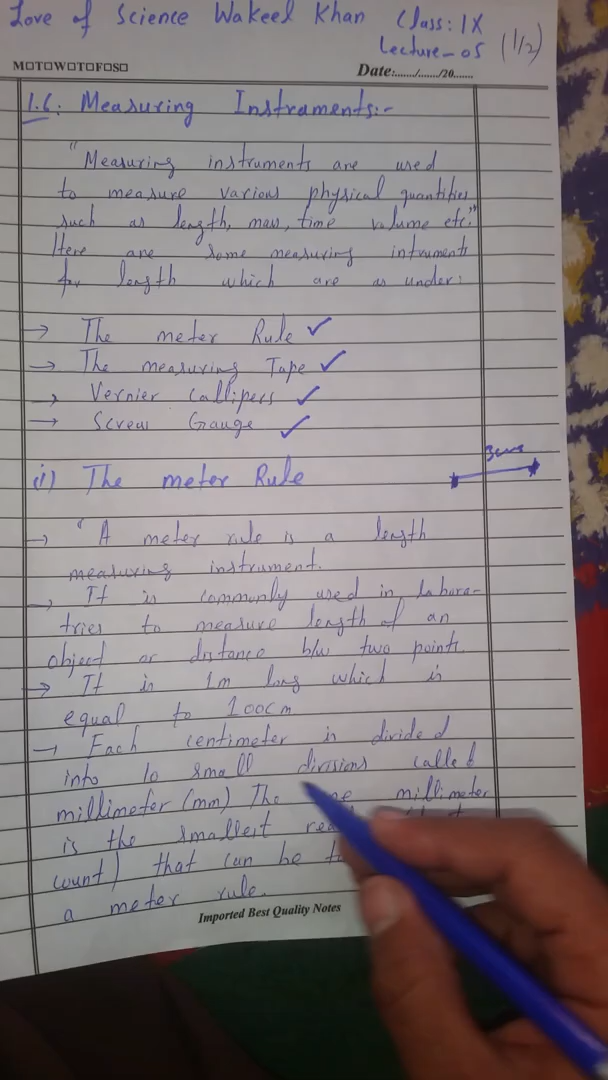 Love of Science Wakeel Khan Class: IX
Lecture-05 (1/2)
M□T□W□T□F□S□
Date:....../....../20.......
1.6: Measuring Instraments:-
"Measuring instruments are used
to measure various physical quantities
such as length, mass, time volume etc."
Here are some measuring intruments
for length which are as under:
→ The meter Rule ✓
→ The measuring Tape ✓
→ Vernier Callipers ✓
→ Screw Gauge ✓
3cm
(i) The meter Rule
→ "A meter rule is a length
measuring instrument.
→ It is commonly used in labora-
tries to measure length of an
object or distance b/w two points.
→ It is 1m long which is
equal to 100cm
→ Each centimeter is divided
into 10 small divisions called
millimeter (mm) The one millimeter
is the smallest
count) that can be
a meter rule.
Imported Best Quality Notes